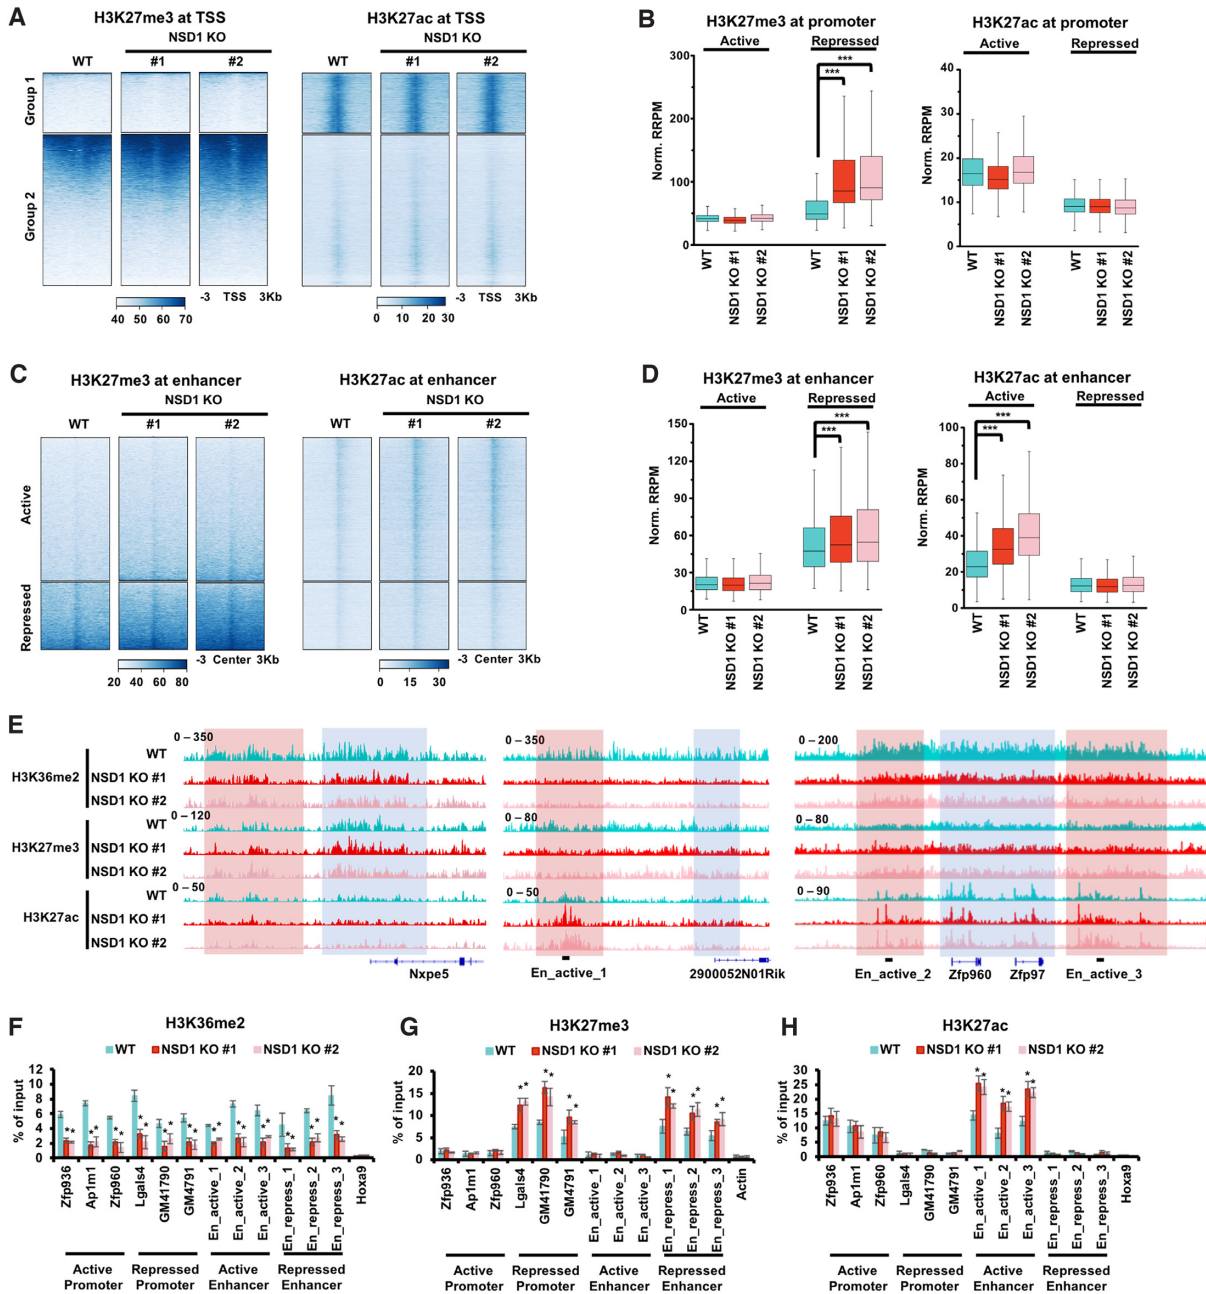 A
H3K27me3 at TSS
NSD1 KO
WT
#1
#2
Group 1
Group 2
40 50 60 70
-3 TSS 3Kb
H3K27ac at TSS
NSD1 KO
WT
#1
#2
0 10 20 30
-3 TSS 3Kb
B
H3K27me3 at promoter
Active
Repressed
***
***
Norm. RRPM
300
200
100
50
0
WT
NSD1 KO #1
NSD1 KO #2
WT
NSD1 KO #1
NSD1 KO #2
H3K27ac at promoter
Active
Repressed
Norm. RRPM
40
30
20
10
0
WT
NSD1 KO #1
NSD1 KO #2
WT
NSD1 KO #1
NSD1 KO #2
C
H3K27me3 at enhancer
NSD1 KO
WT
#1
#2
Active
Repressed
20 40 60 80
-3 Center 3Kb
H3K27ac at enhancer
NSD1 KO
WT
#1
#2
0 15 30
-3 Center 3Kb
D
H3K27me3 at enhancer
Active
Repressed
***
***
Norm. RRPM
150
120
90
60
30
0
WT
NSD1 KO #1
NSD1 KO #2
WT
NSD1 KO #1
NSD1 KO #2
H3K27ac at enhancer
Active
Repressed
***
***
Norm. RRPM
100
80
60
40
20
0
WT
NSD1 KO #1
NSD1 KO #2
WT
NSD1 KO #1
NSD1 KO #2
E
H3K36me2
WT
NSD1 KO #1
NSD1 KO #2
H3K27me3
WT
NSD1 KO #1
NSD1 KO #2
H3K27ac
WT
NSD1 KO #1
NSD1 KO #2
0 – 350
0 – 120
0 – 50
Nxpe5
0 – 350
0 – 80
0 – 50
En_active_1
2900052N01Rik
0 – 200
0 – 80
0 – 90
En_active_2
Zfp960
Zfp97
En_active_3
F
H3K36me2
WT NSD1 KO #1 NSD1 KO #2
% of input
12
10
8
6
4
2
0
Zfp936
Ap1m1
Zfp960
Lgals4
GM41790
GM4791
En_active_1
En_active_2
En_active_3
En_repress_1
En_repress_2
En_repress_3
Hoxa9
Active Promoter
Repressed Promoter
Active Enhancer
Repressed Enhancer
G
H3K27me3
WT NSD1 KO #1 NSD1 KO #2
% of input
20
15
10
5
0
Zfp936
Ap1m1
Zfp960
Lgals4
GM41790
GM4791
En_active_1
En_active_2
En_active_3
En_repress_1
En_repress_2
En_repress_3
Actin
Active Promoter
Repressed Promoter
Active Enhancer
Repressed Enhancer
H
H3K27ac
WT NSD1 KO #1 NSD1 KO #2
% of input
30
25
20
15
10
5
0
Zfp936
Ap1m1
Zfp960
Lgals4
GM41790
GM4791
En_active_1
En_active_2
En_active_3
En_repress_1
En_repress_2
En_repress_3
Hoxa9
Active Promoter
Repressed Promoter
Active Enhancer
Repressed Enhancer